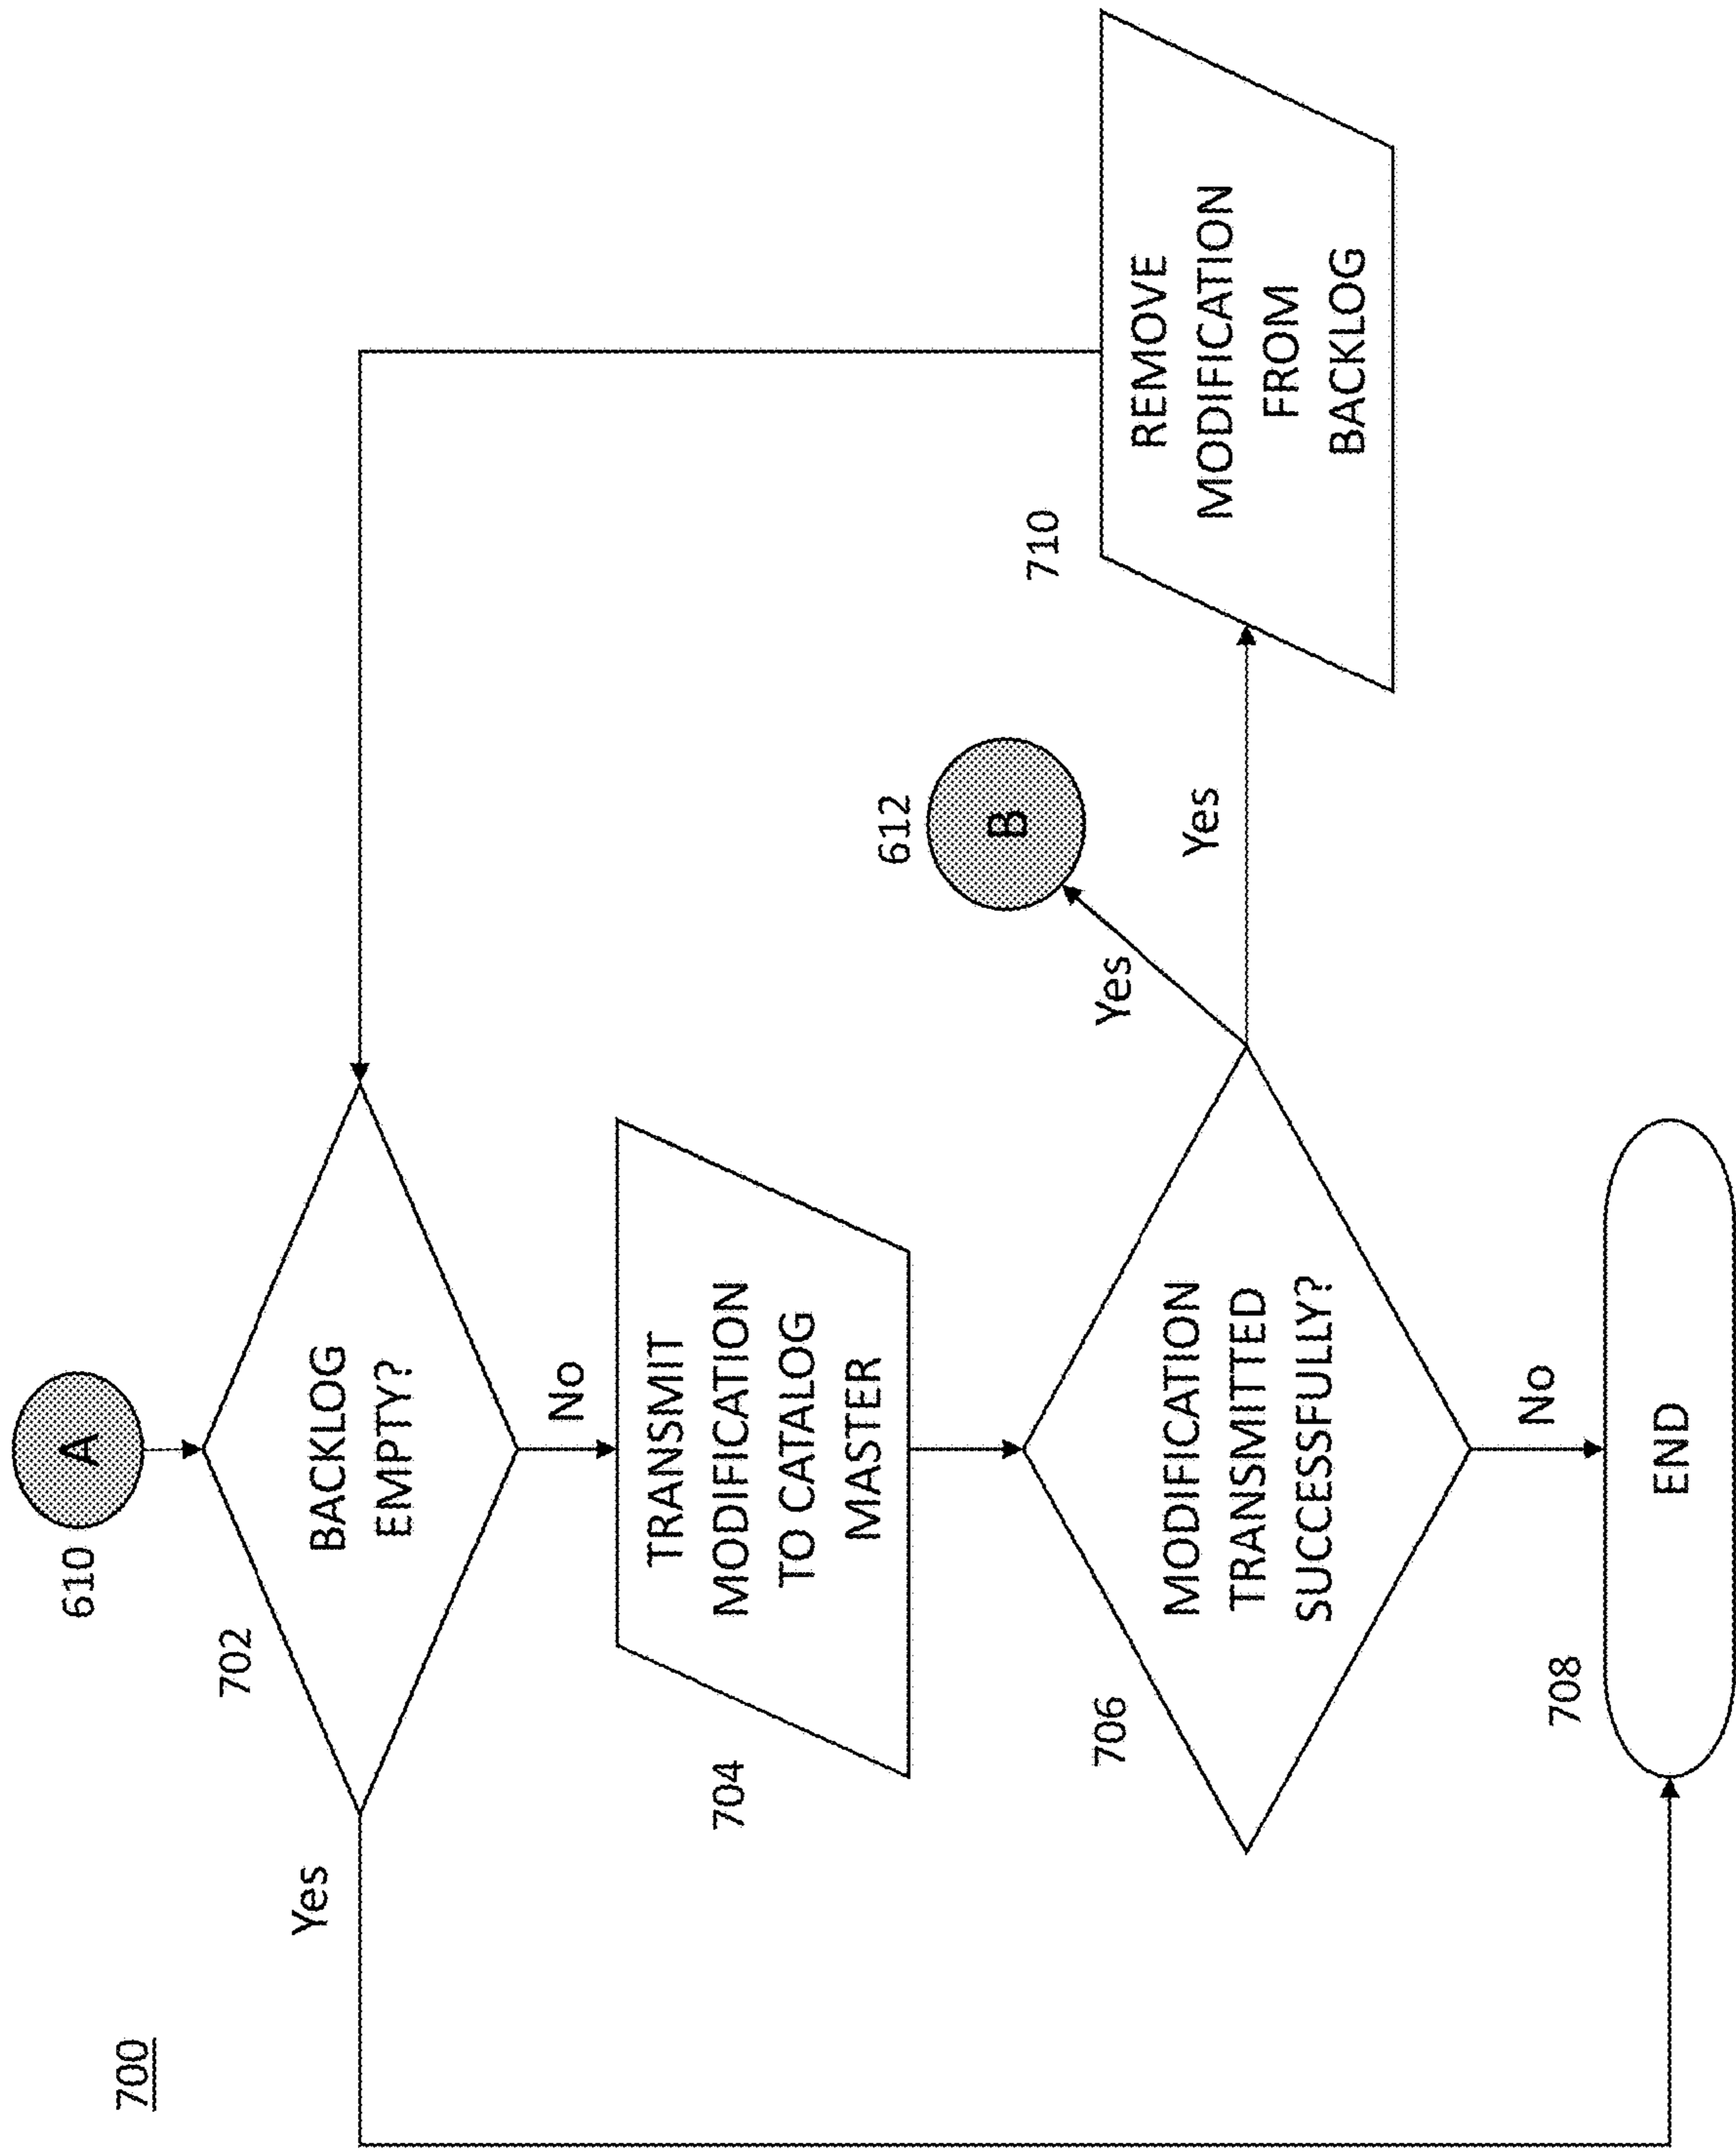 700
610
A
702
BACKLOG
EMPTY?
Yes
No
704
TRANSMIT
MODIFICATION
TO CATALOG
MASTER
706
MODIFICATION
TRANSMITTED
SUCCESSFULLY?
Yes
612
B
Yes
710
REMOVE
MODIFICATION
FROM
BACKLOG
No
708
END